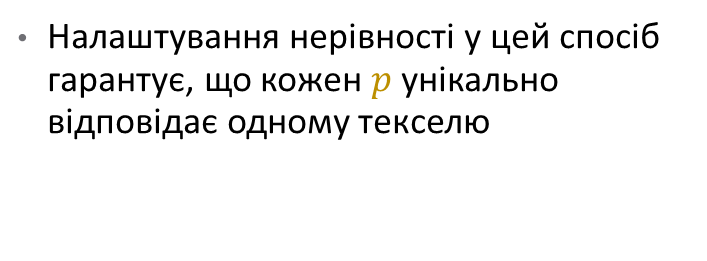 • Налаштування нерівності у цей спосіб
гарантує, що кожен p унікально
відповідає одному текселю